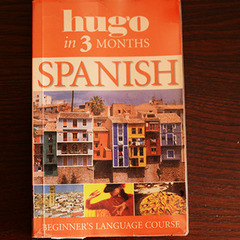 hugo
in 3 MONTHS
SPANISH
BEGINNER'S LANGUAGE COURSE